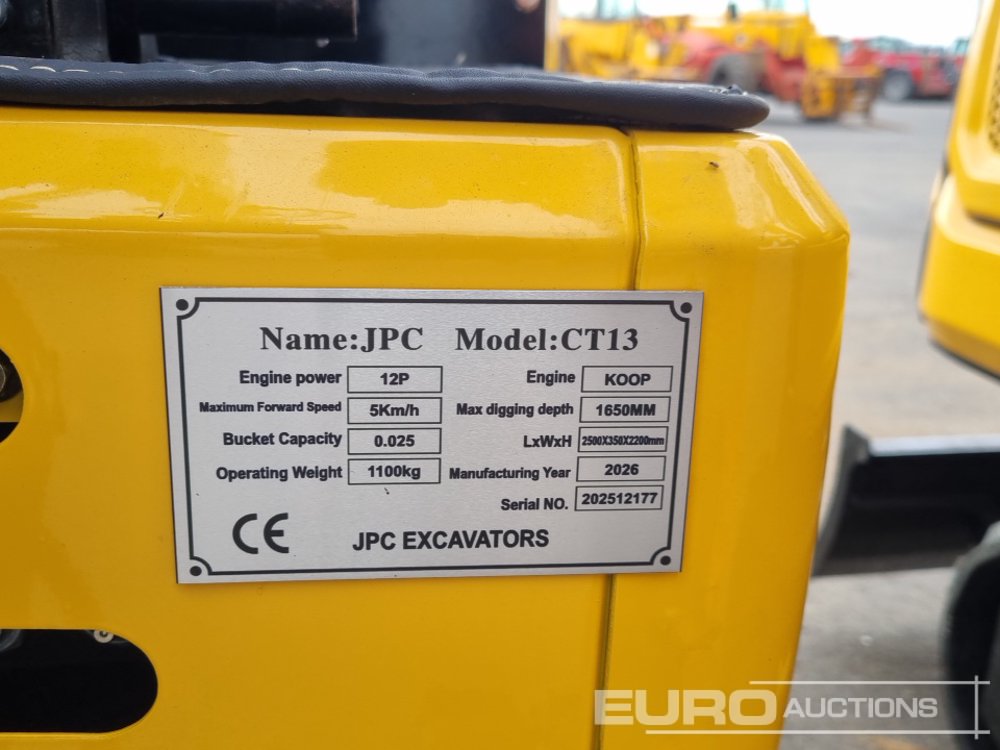 Name:JPC Model:CT13
Engine power 12P Engine KOOP
Maximum Forward Speed 5Km/h Max digging depth 1650MM
Bucket Capacity 0.025 LxWxH 2500X350X2200mm
Operating Weight 1100kg Manufacturing Year 2026
Serial NO. 202512177
CE JPC EXCAVATORS
EURO AUCTIONS